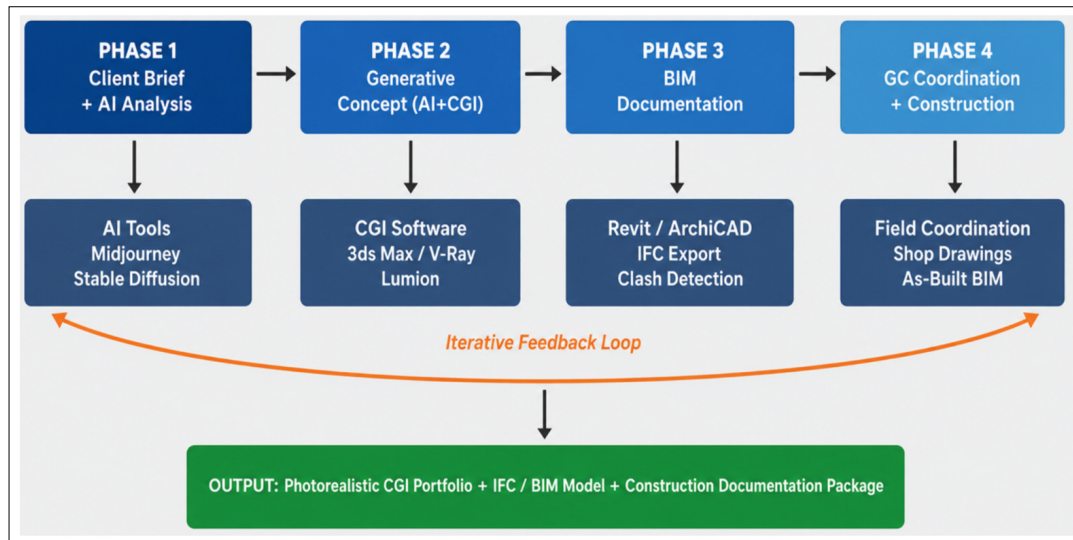 PHASE 1
Client Brief
+ AI Analysis
PHASE 2
Generative
Concept (AI+CGI)
PHASE 3
BIM
Documentation
PHASE 4
GC Coordination
+ Construction
AI Tools
Midjourney
Stable Diffusion
CGI Software
3ds Max / V-Ray
Lumion
Revit / ArchiCAD
IFC Export
Clash Detection
Field Coordination
Shop Drawings
As-Built BIM
Iterative Feedback Loop
OUTPUT: Photorealistic CGI Portfolio + IFC / BIM Model + Construction Documentation Package